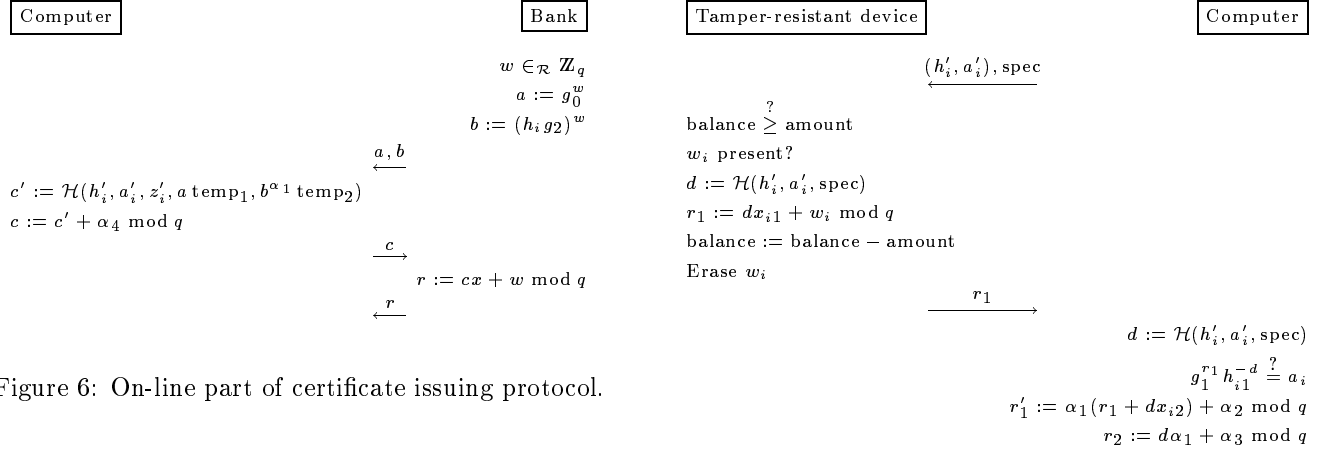 Computer Bank
w ∈_R ℤ_q
a := g_0^w
b := (h_i g_2)^w
a, b
c' := H(h'_i, a'_i, z'_i, a temp_1, b^{α_1} temp_2)
c := c' + α_4 mod q
c
r := cx + w mod q
r
Figure 6: On-line part of certificate issuing protocol.
Tamper-resistant device Computer
(h'_i, a'_i), spec
balance ≥^? amount
w_i present?
d := H(h'_i, a'_i, spec)
r_1 := dx_{i1} + w_i mod q
balance := balance − amount
Erase w_i
r_1
d := H(h'_i, a'_i, spec)
g_1^{r_1} h_{i1}^{-d} =^? a_i
r'_1 := α_1(r_1 + dx_{i2}) + α_2 mod q
r_2 := dα_1 + α_3 mod q